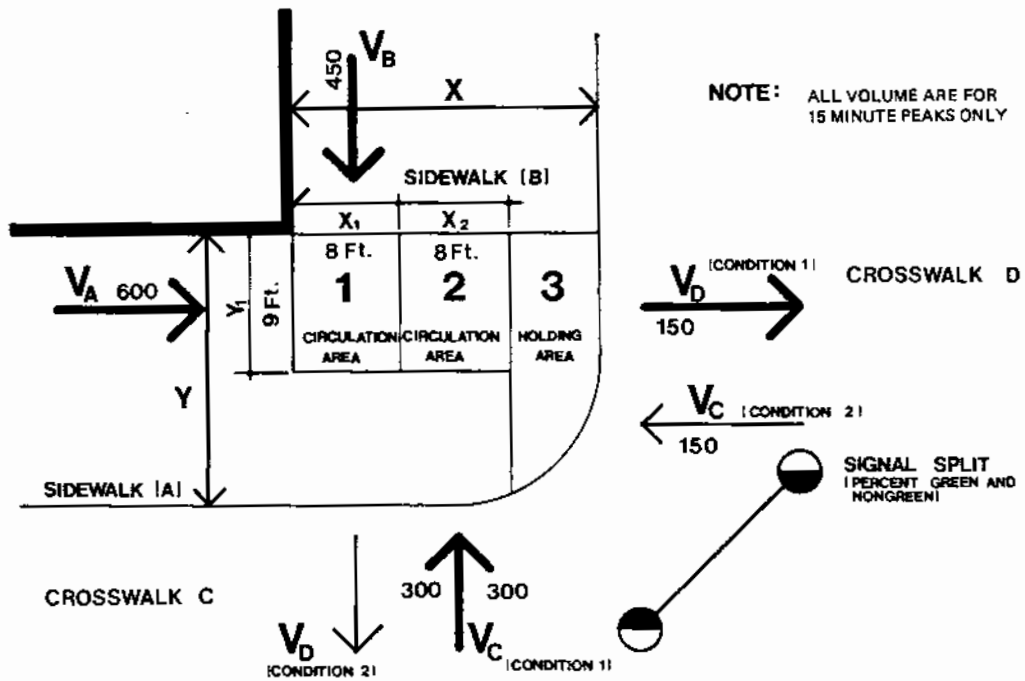 450
V_B
X
NOTE: ALL VOLUME ARE FOR
15 MINUTE PEAKS ONLY
SIDEWALK [B]
X₁
X₂
8 Ft.
8 Ft.
V_A 600
Y₁
9 Ft.
1
2
3
CIRCULATION
AREA
CIRCULATION
AREA
HOLDING
AREA
Y
V_D [CONDITION 1]
150
CROSSWALK D
V_C [CONDITION 2]
150
SIGNAL SPLIT
[PERCENT GREEN AND
NONGREEN]
SIDEWALK [A]
CROSSWALK C
300
300
V_D
[CONDITION 2]
V_C [CONDITION 1]